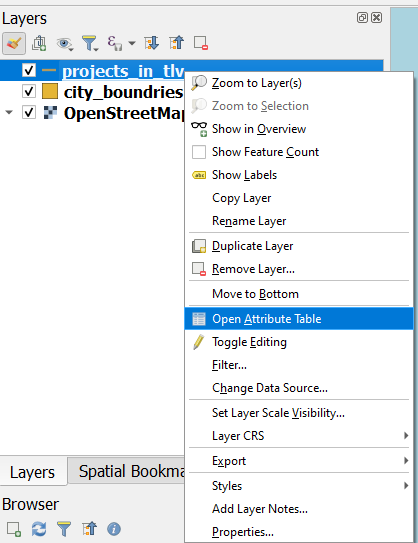 Layers
projects_in_tlv
city_boundries
OpenStreetMap
Zoom to Layer(s)
Zoom to Selection
Show in Overview
Show Feature Count
abc Show Labels
Copy Layer
Rename Layer
Duplicate Layer
Remove Layer...
Move to Bottom
Open Attribute Table
Toggle Editing
Filter...
Change Data Source...
Set Layer Scale Visibility...
Layer CRS
Export
Styles
Add Layer Notes...
Properties...
Layers
Spatial Bookma
Browser